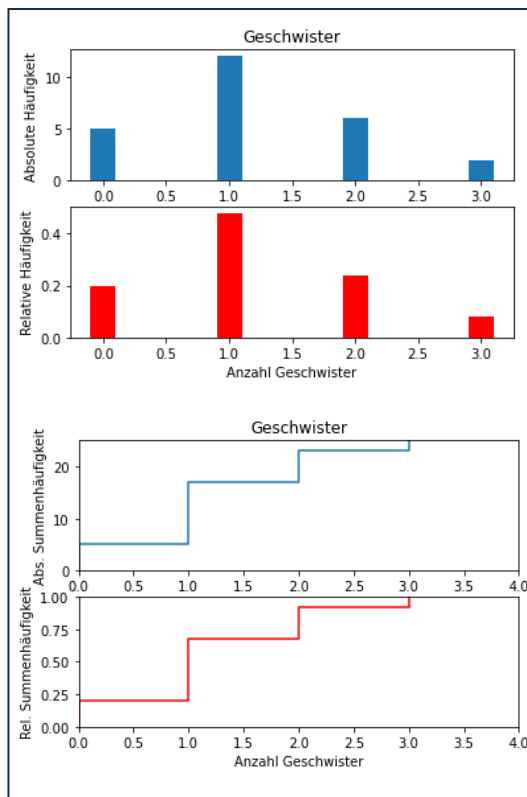 Geschwister
Absolute Häufigkeit
10
5
0
0.0 0.5 1.0 1.5 2.0 2.5 3.0
Relative Häufigkeit
0.4
0.2
0.0
0.0 0.5 1.0 1.5 2.0 2.5 3.0
Anzahl Geschwister
Geschwister
Abs. Summenhäufigkeit
20
10
0
0.0 0.5 1.0 1.5 2.0 2.5 3.0 3.5 4.0
Rel. Summenhäufigkeit
1.00
0.75
0.50
0.25
0.00
0.0 0.5 1.0 1.5 2.0 2.5 3.0 3.5 4.0
Anzahl Geschwister